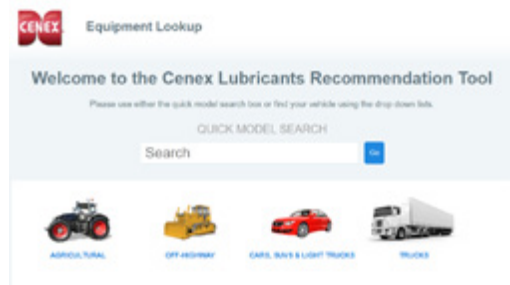 CENEX
Equipment Lookup
Welcome to the Cenex Lubricants Recommendation Tool
Please use either the quick model search box or find your vehicle using the drop down lists.
QUICK MODEL SEARCH
Search
Go
AGRICULTURAL
OFF-HIGHWAY
CARS, SUVS & LIGHT TRUCKS
TRUCKS